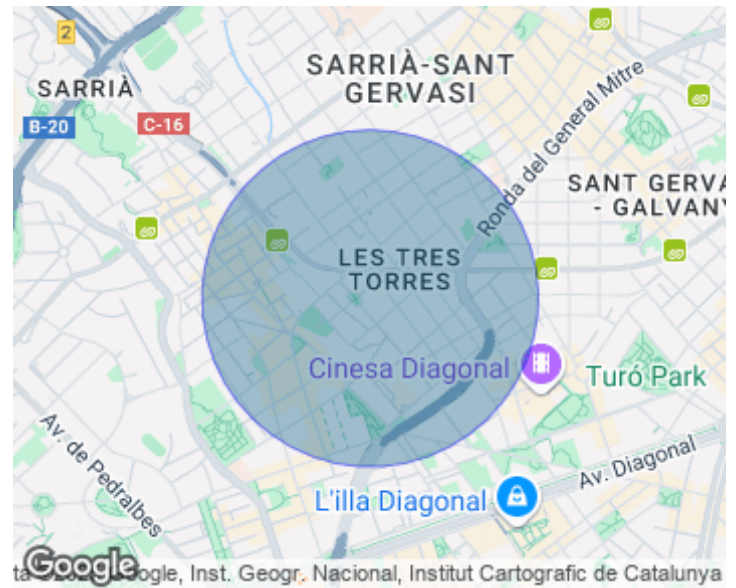 2
SARRIÀ-SANT
GERVASI
SARRIÀ
B-20
C-16
Ronda del General Mitre
SANT GERVA
- GALVANY
LES TRES
TORRES
Cinesa Diagonal
Turó Park
Av. de Pedralbes
Av. Diagonal
L'illa Diagonal
Google
Google, Inst. Geogr. Nacional, Institut Cartografic de Catalunya